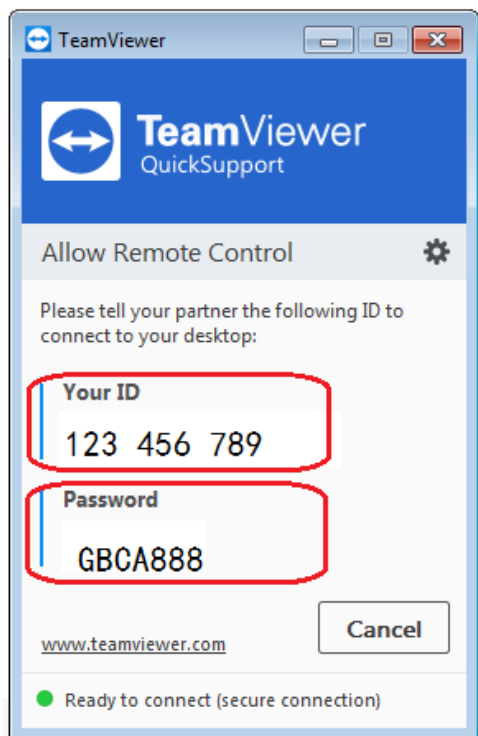 TeamViewer
TeamViewer
QuickSupport
Allow Remote Control
Please tell your partner the following ID to
connect to your desktop:
Your ID
123 456 789
Password
GBCA888
www.teamviewer.com
Cancel
Ready to connect (secure connection)